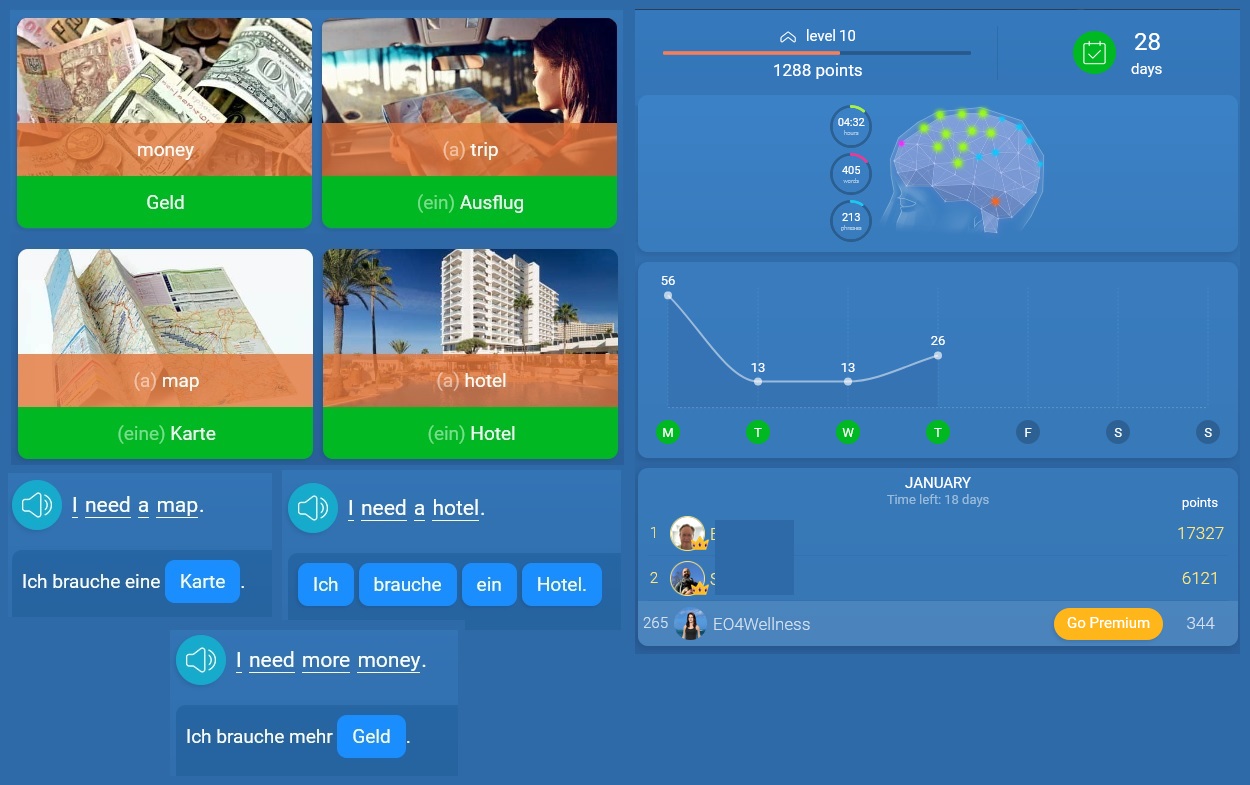 money
Geld
(a) trip
(ein) Ausflug
(a) map
(eine) Karte
(a) hotel
(ein) Hotel
I need a map.
Ich brauche eine Karte .
I need a hotel.
Ich brauche ein Hotel.
I need more money.
Ich brauche mehr Geld .
level 10
1288 points
28
days
04:32
hours
405
words
213
phrases
56
13
13
26
M T W T F S S
JANUARY
Time left: 18 days
points
1 17327
2 6121
265 EO4Wellness Go Premium 344